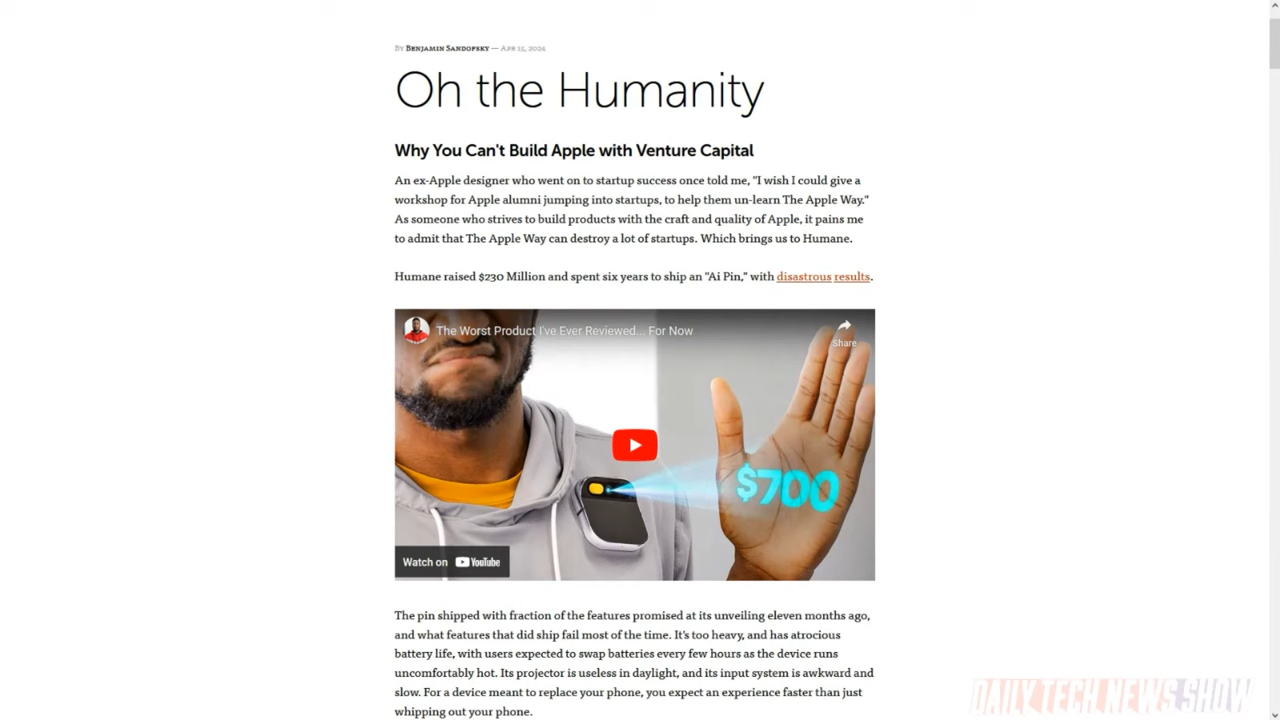 By Benjamin Sandofsky — Apr 15, 2024
Oh the Humanity
Why You Can't Build Apple with Venture Capital
An ex-Apple designer who went on to startup success once told me, "I wish I could give a
workshop for Apple alumni jumping into startups, to help them un-learn The Apple Way."
As someone who strives to build products with the craft and quality of Apple, it pains me
to admit that The Apple Way can destroy a lot of startups. Which brings us to Humane.
Humane raised $230 Million and spent six years to ship an "Ai Pin," with disastrous results.
The Worst Product I've Ever Reviewed... For Now
Share
$700
Watch on YouTube
The pin shipped with fraction of the features promised at its unveiling eleven months ago,
and what features that did ship fail most of the time. It's too heavy, and has atrocious
battery life, with users expected to swap batteries every few hours as the device runs
uncomfortably hot. Its projector is useless in daylight, and its input system is awkward and
slow. For a device meant to replace your phone, you expect an experience faster than just
whipping out your phone.
DAILY TECH NEWS SHOW